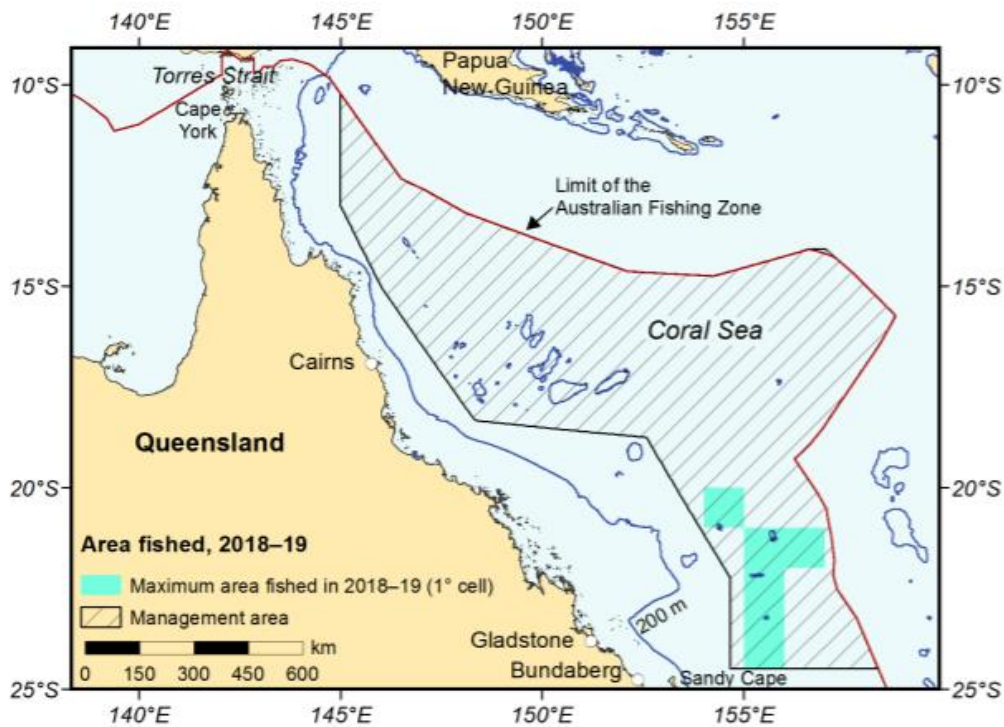 140°E 145°E 150°E 155°E
10°S 10°S
Torres Strait
Papua
New Guinea
Cape
York
Limit of the
Australian Fishing Zone
15°S 15°S
Coral Sea
Cairns
Queensland
20°S 20°S
Area fished, 2018–19
Maximum area fished in 2018–19 (1° cell)
Management area
200 m
0 150 300 450 600 km
Gladstone
Bundaberg
Sandy Cape
25°S 25°S
140°E 145°E 150°E 155°E